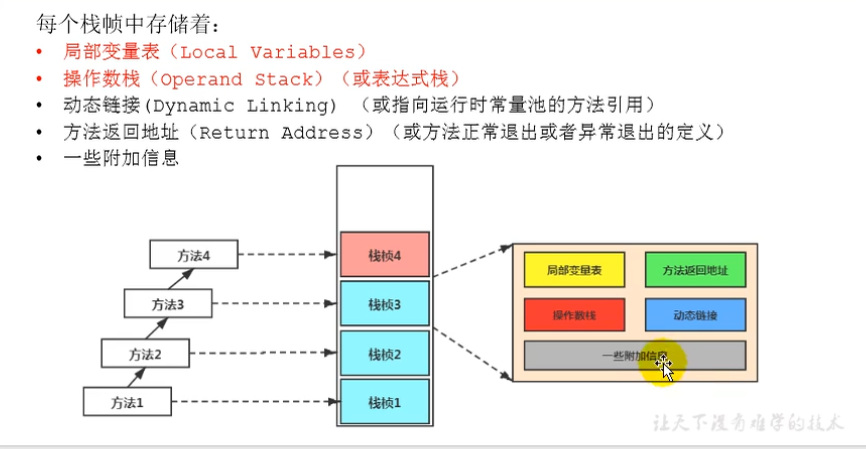 每个栈帧中存储着：
• 局部变量表（Local Variables）
• 操作数栈（Operand Stack）（或表达式栈）
• 动态链接(Dynamic Linking) （或指向运行时常量池的方法引用）
• 方法返回地址（Return Address）（或方法正常退出或者异常退出的定义）
• 一些附加信息
方法4
栈桢4
方法3
栈桢3
方法2
栈桢2
方法1
栈桢1
局部变量表
方法返回地址
操作数栈
动态链接
一些附加信息
让天下没有难学的技术